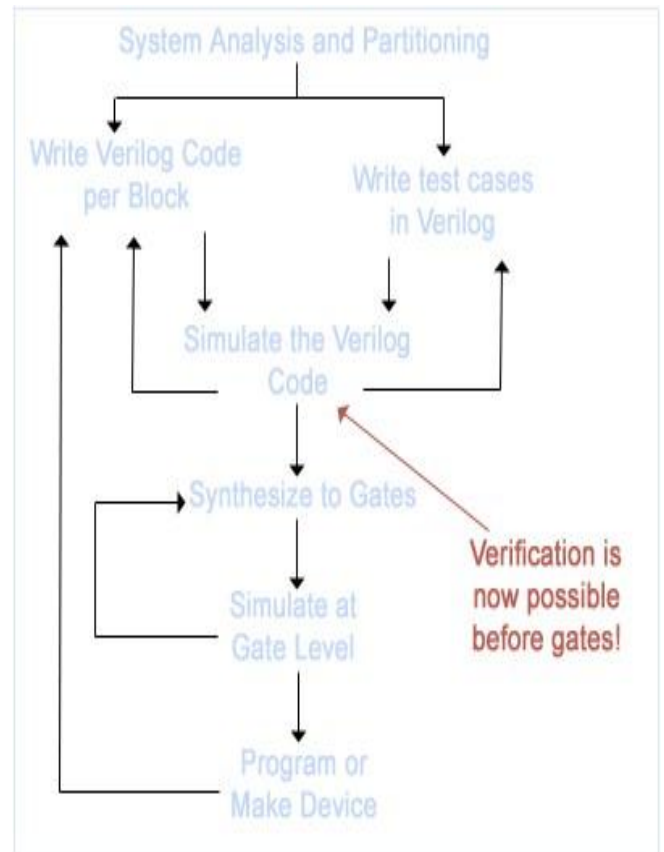 System Analysis and Partitioning
Write Verilog Code
per Block
Write test cases
in Verilog
Simulate the Verilog
Code
Synthesize to Gates
Verification is
now possible
before gates!
Simulate at
Gate Level
Program or
Make Device